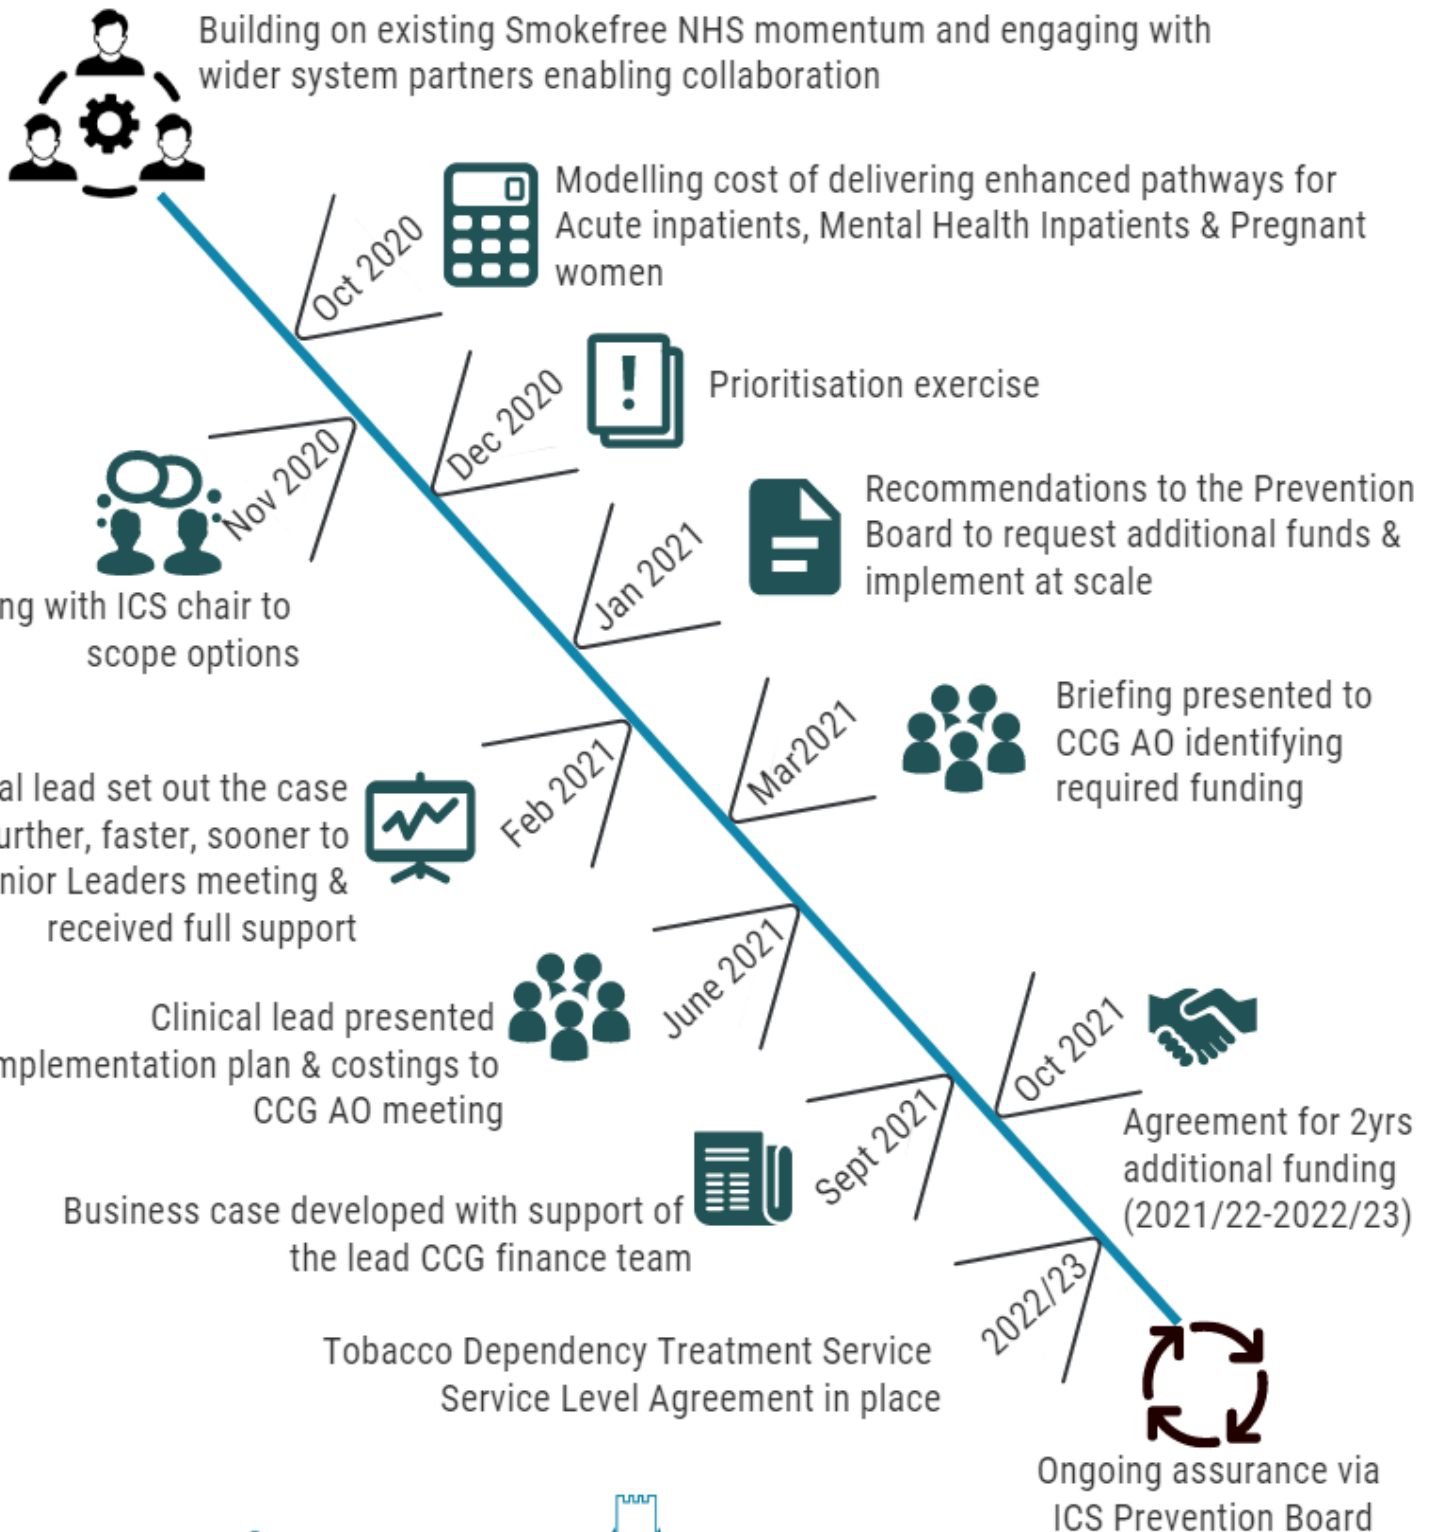 Building on existing Smokefree NHS momentum and engaging with
wider system partners enabling collaboration
Oct 2020
0
Modelling cost of delivering enhanced pathways for
Acute inpatients, Mental Health Inpatients & Pregnant
women
Nov 2020
with ICS chair to
scope options
Dec 2020
!
Prioritisation exercise
Jan 2021
Recommendations to the Prevention
Board to request additional funds &
implement at scale
Feb 2021
lead set out the case
faster, sooner to
Leaders meeting &
received full support
Mar2021
Briefing presented to
CCG AO identifying
required funding
June 2021
Clinical lead presented
plan & costings to
CCG AO meeting
Sept 2021
Business case developed with support of
the lead CCG finance team
Oct 2021
Agreement for 2yrs
additional funding
(2021/22-2022/23)
2022/23
Tobacco Dependency Treatment Service
Service Level Agreement in place
Ongoing assurance via
ICS Prevention Board